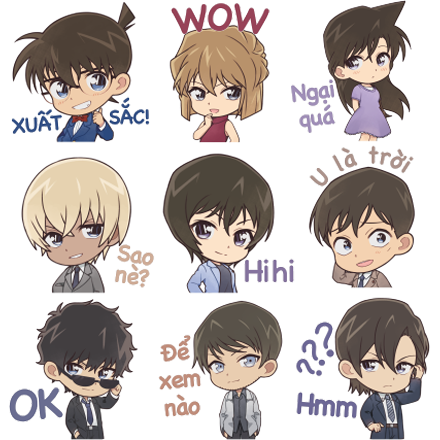 XUẤT SẮC!
WOW
Ngại
quá
Sao
nè?
Hihi
U là trời
OK
Để
xem
nào
???
Hmm